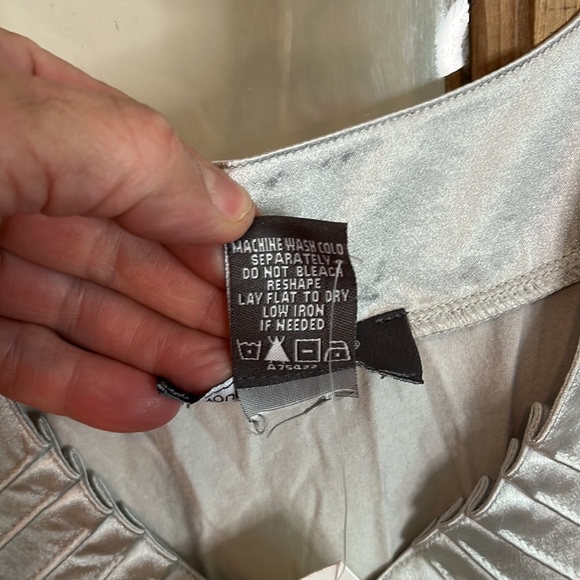 MACHINE WASH COLD
SEPARATELY
DO NOT BLEACH
RESHAPE
LAY FLAT TO DRY
LOW IRON
IF NEEDED